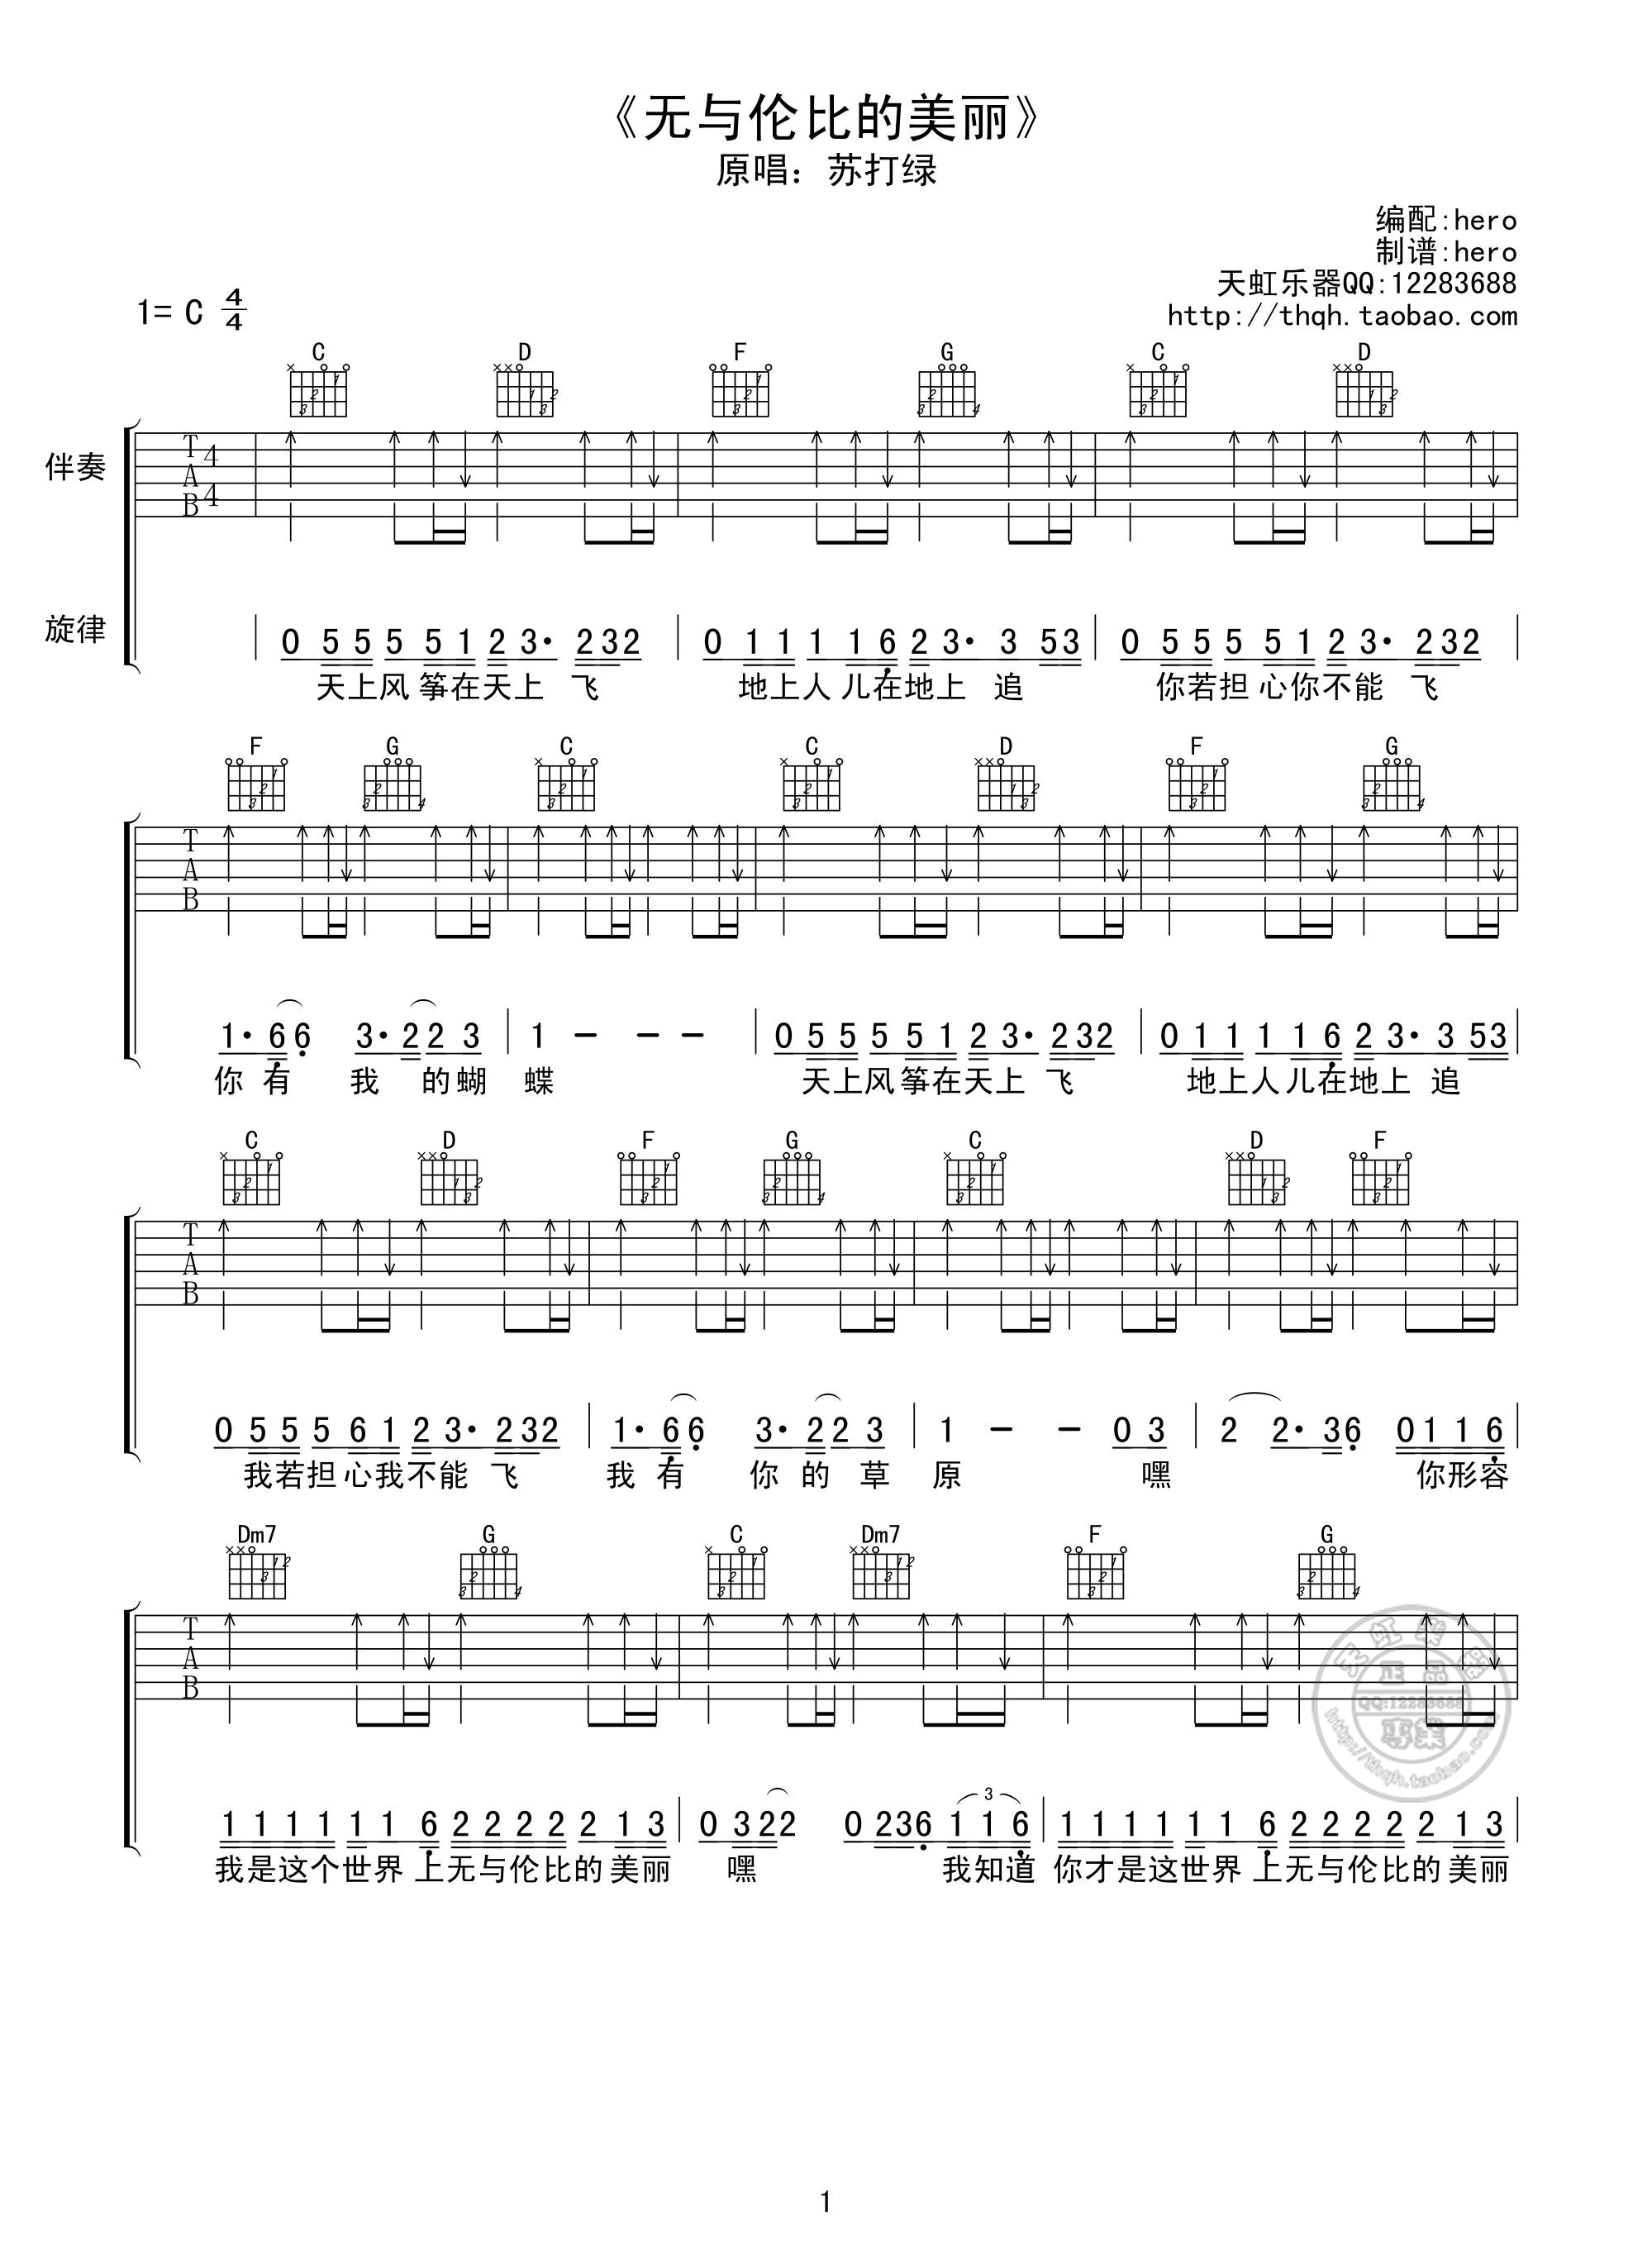 《无与伦比的美丽》
原唱：苏打绿
编配:hero
制谱:hero
天虹乐器QQ:12283688
http://thqh.taobao.com
1= C 4/4
C D F G C D
伴奏
T A B 4 4
旋律
0 5 5 5 5 1 2 3· 2 3 2 | 0 1 1 1 1 6 2 3· 3 5 3 | 0 5 5 5 5 1 2 3· 2 3 2
天上风筝在天上 飞 地上人儿在地上 追 你若担心你不能 飞
F G C C D F G
T A B
1· 6 6 3· 2 2 3 | 1 - - - | 0 5 5 5 5 1 2 3· 2 3 2 | 0 1 1 1 1 6 2 3· 3 5 3
你 有 我 的蝴 蝶 天上风筝在天上 飞 地上人儿在地上 追
C D F G C D F
T A B
0 5 5 5 6 1 2 3· 2 3 2 | 1· 6 6 3· 2 2 3 | 1 - - 0 3 | 2 2· 3 6 0 1 1 6
我若担心我不能 飞 我 有 你 的 草 原 嘿 你形容
Dm7 G C Dm7 F G
T A B
1 1 1 1 1 1 6 2 2 2 2 2 1 3 | 0 3 2 2 0 2 3 6 3 1 1 6 | 1 1 1 1 1 1 6 2 2 2 2 2 1 3
我是这个世界 上无与伦比的美丽 嘿 我知道 你才是这世界 上无与伦比的美丽
正品
QQ:12283688
http://thqh.taobao.com
1